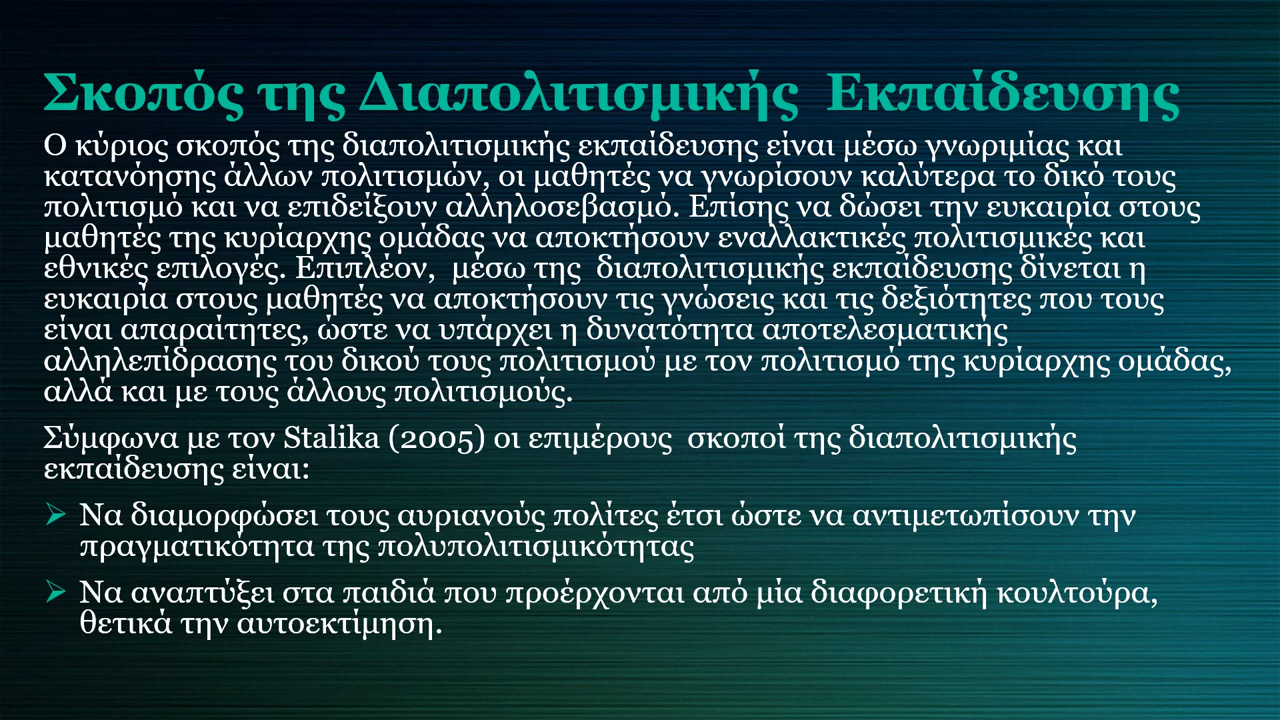 Σκοπός της Διαπολιτισμικής  Εκπαίδευσης
Ο κύριος σκοπός της διαπολιτισμικής εκπαίδευσης είναι μέσω γνωριμίας και
κατανόησης άλλων πολιτισμών, οι μαθητές να γνωρίσουν καλύτερα το δικό τους
πολιτισμό και να επιδείξουν αλληλοσεβασμό. Επίσης να δώσει την ευκαιρία στους
μαθητές της κυρίαρχης ομάδας να αποκτήσουν εναλλακτικές πολιτισμικές και
εθνικές επιλογές. Επιπλέον,  μέσω της  διαπολιτισμικής εκπαίδευσης δίνεται η
ευκαιρία στους μαθητές να αποκτήσουν τις γνώσεις και τις δεξιότητες που τους
είναι απαραίτητες, ώστε να υπάρχει η δυνατότητα αποτελεσματικής
αλληλεπίδρασης του δικού τους πολιτισμού με τον πολιτισμό της κυρίαρχης ομάδας,
αλλά και με τους άλλους πολιτισμούς.
Σύμφωνα με τον Stalika (2005) οι επιμέρους  σκοποί της διαπολιτισμικής
εκπαίδευσης είναι:
➢ Να διαμορφώσει τους αυριανούς πολίτες έτσι ώστε να αντιμετωπίσουν την
πραγματικότητα της πολυπολιτισμικότητας
➢ Να αναπτύξει στα παιδιά που προέρχονται από μία διαφορετική κουλτούρα,
θετικά την αυτοεκτίμηση.